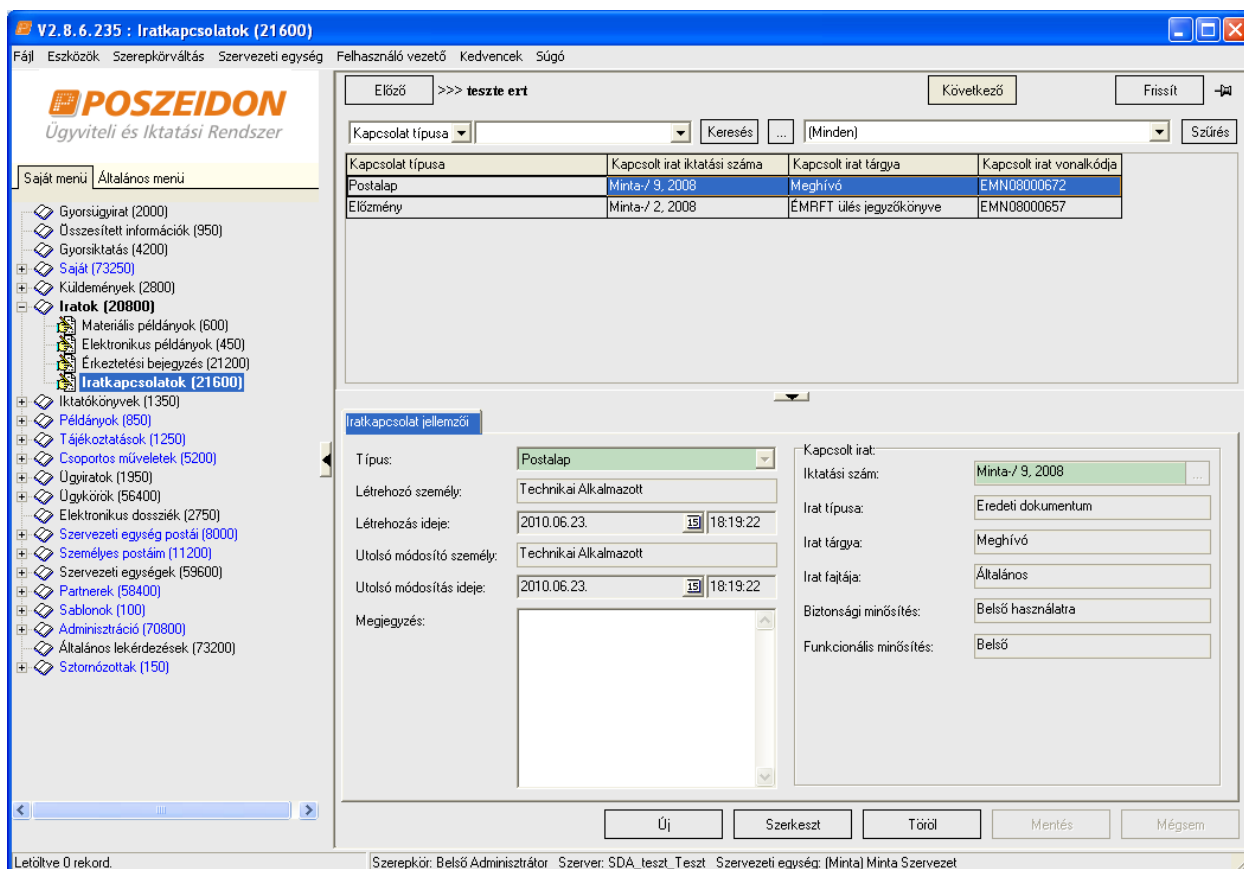 V2.8.6.235 : Iratkapcsolatok (21600)
Fájl Eszközök Szerepkörváltás Szervezeti egység Felhasználó vezető Kedvencek Súgó
POSZEIDON
Ügyviteli és Iktatási Rendszer
Saját menü Általános menü
Gyorsügyirat (2000)
Összesített információk (950)
Gyorsiktatás (4200)
Saját (73250)
Küldemények (2800)
Iratok (20800)
Materiális példányok (600)
Elektronikus példányok (450)
Érkeztetési bejegyzés (21200)
Iratkapcsolatok (21600)
Iktatókönyvek (1350)
Példányok (850)
Tájékoztatások (1250)
Csoportos műveletek (5200)
Ügyiratok (1950)
Ügykörök (56400)
Elektronikus dossziék (2750)
Szervezeti egység postái (8000)
Személyes postáim (11200)
Szervezeti egységek (59600)
Partnerek (58400)
Sablonok (100)
Adminisztráció (70800)
Általános lekérdezések (73200)
Sztornózottak (150)
Előző >>> teszte ert Következő Frissít
Kapcsolat típusa Keresés ... (Minden) Szűrés
Kapcsolat típusa Kapcsolt irat iktatási száma Kapcsolt irat tárgya Kapcsolt irat vonalkódja
Postalap Minta-/ 9, 2008 Meghívó EMN08000672
Előzmény Minta-/ 2, 2008 ÉMRFT ülés jegyzőkönyve EMN08000657
Iratkapcsolat jellemzői
Típus: Postalap
Létrehozó személy: Technikai Alkalmazott
Létrehozás ideje: 2010.06.23. 15 18:19:22
Utolsó módosító személy: Technikai Alkalmazott
Utolsó módosítás ideje: 2010.06.23. 15 18:19:22
Megjegyzés:
Kapcsolt irat:
Iktatási szám: Minta-/ 9, 2008 ...
Irat típusa: Eredeti dokumentum
Irat tárgya: Meghívó
Irat fajtája: Általános
Biztonsági minősítés: Belső használatra
Funkcionális minősítés: Belső
Új Szerkeszt Töröl Mentés Mégsem
Letöltve 0 rekord. Szerepkör: Belső Adminisztrátor Szerver: SDA_teszt_Teszt Szervezeti egység: (Minta) Minta Szervezet